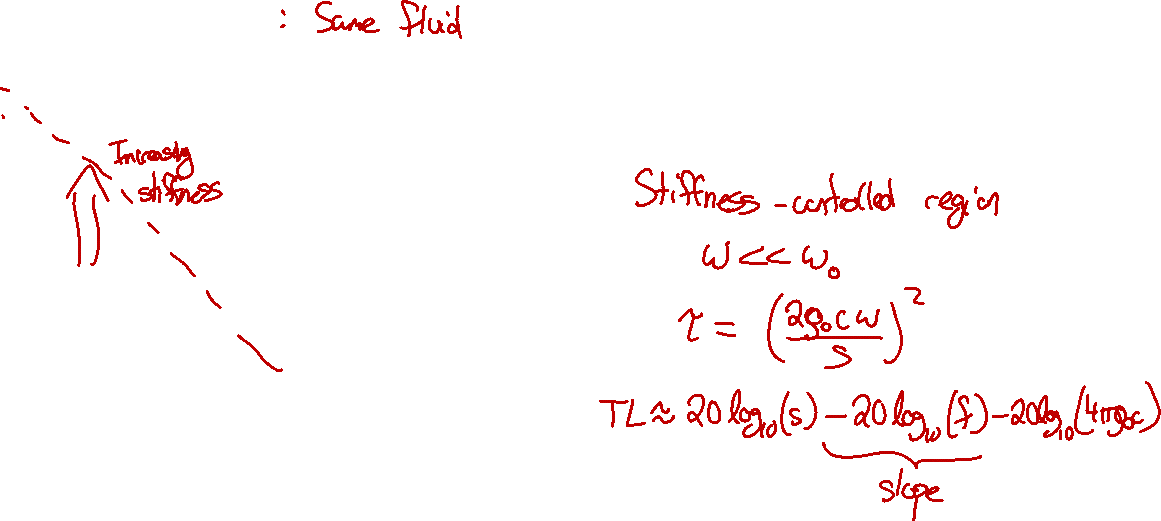 : Same fluid
Increasing
stiffness
Stiffness-controlled region
ω << ω₀
τ = (2ρ₀cω / s)²
TL ≈ 20 log₁₀(s) - 20 log₁₀(f) - 20 log₁₀(4πρ₀c)
slope